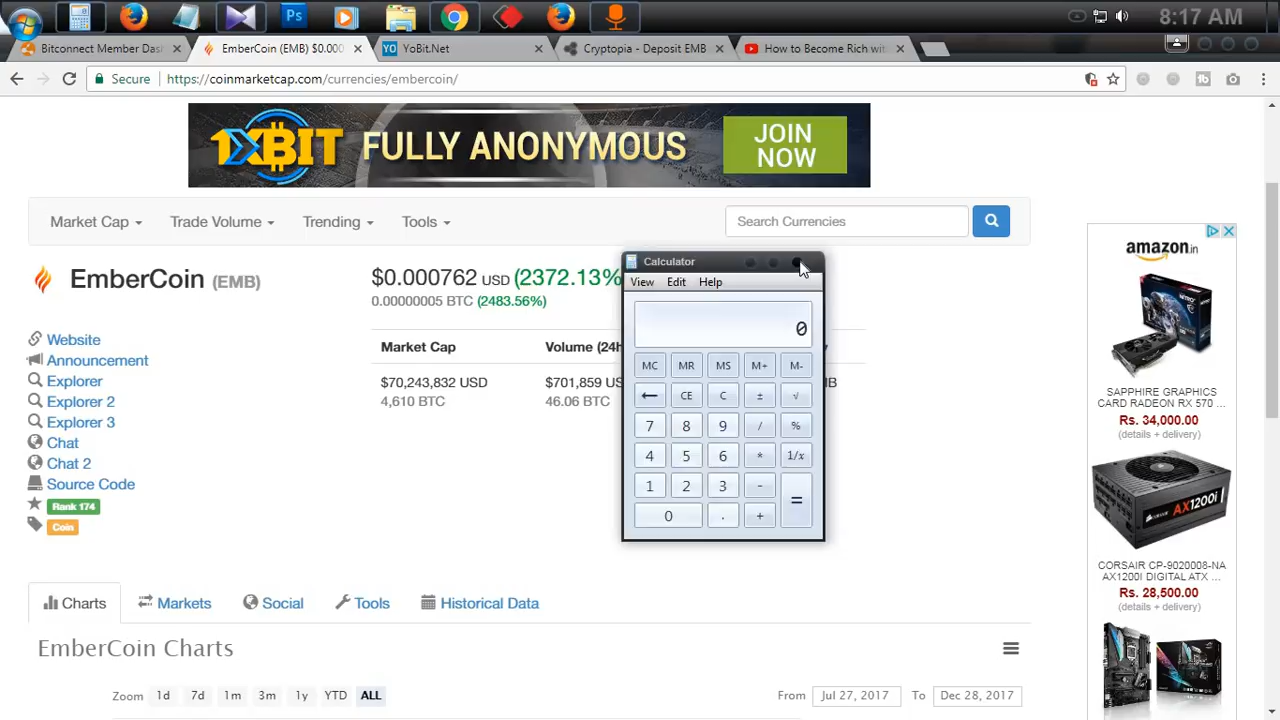 8:17 AM
Bitconnect Member Das
EmberCoin (EMB) $0.000
YoBit.Net
Cryptopia - Deposit EMB
How to Become Rich wit
Secure
https://coinmarketcap.com/currencies/embercoin/
1XBIT
FULLY ANONYMOUS
JOIN
NOW
Market Cap
Trade Volume
Trending
Tools
Search Currencies
EmberCoin (EMB)
$0.000762 USD (2372.13%
0.00000005 BTC (2483.56%)
Website
Announcement
Explorer
Explorer 2
Explorer 3
Chat
Chat 2
Source Code
Rank 174
Coin
Market Cap
Volume (24h
$70,243,832 USD
$701,859 US
4,610 BTC
46.06 BTC
B
Calculator
View Edit Help
0
MC MR MS M+ M-
← CE C ± √
7 8 9 / %
4 5 6 * 1/x
1 2 3 - =
0 . +
Charts
Markets
Social
Tools
Historical Data
EmberCoin Charts
Zoom 1d 7d 1m 3m 1y YTD ALL
From Jul 27, 2017 To Dec 28, 2017
amazon.in
SAPPHIRE GRAPHICS
CARD RADEON RX 570 ...
Rs. 34,000.00
(details + delivery)
AX1200i
CORSAIR CP-9020008-NA
AX1200I DIGITAL ATX ...
Rs. 28,500.00
(details + delivery)